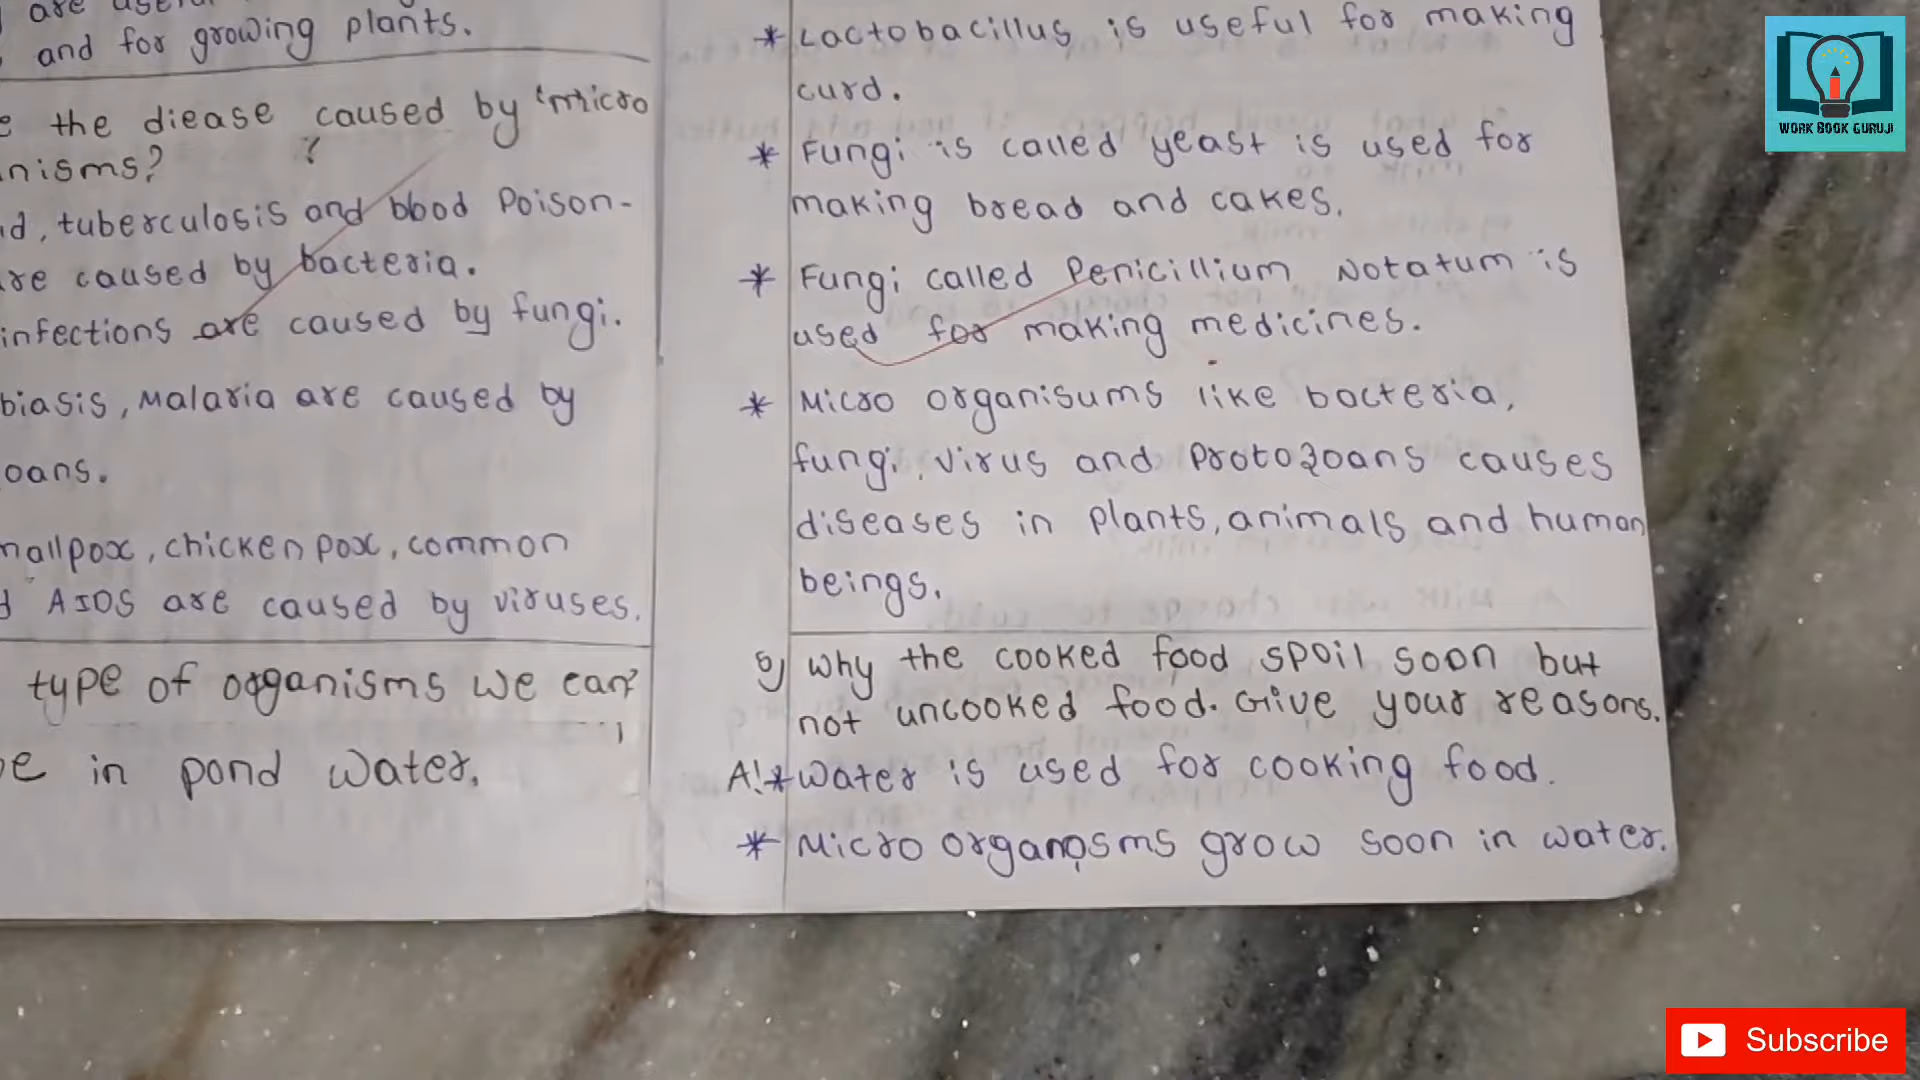 are useful
and for growing plants.
the diease caused by micro
nisms?
d, tuberculosis and blood Poison-
are caused by bacteria.
infections are caused by fungi.
biasis, Malaria are caused by
oans.
mallpox, chicken pox, common
d AIDS are caused by viruses.
type of organisms we can?
be in pond water.
* Lactobacillus is useful for making
curd.
* Fungi is called yeast is used for
making bread and cakes.
* Fungi called Penicillium Notatum is
used for making medicines.
* Micro organisums like bacteria,
fungi, virus and Protozoans causes
diseases in plants, animals and human
beings.
5) Why the cooked food spoil soon but
not uncooked food. Give your reasons.
A! * Water is used for cooking food.
* Micro organosms grow soon in water.
WORK BOOK GURUJI
Subscribe